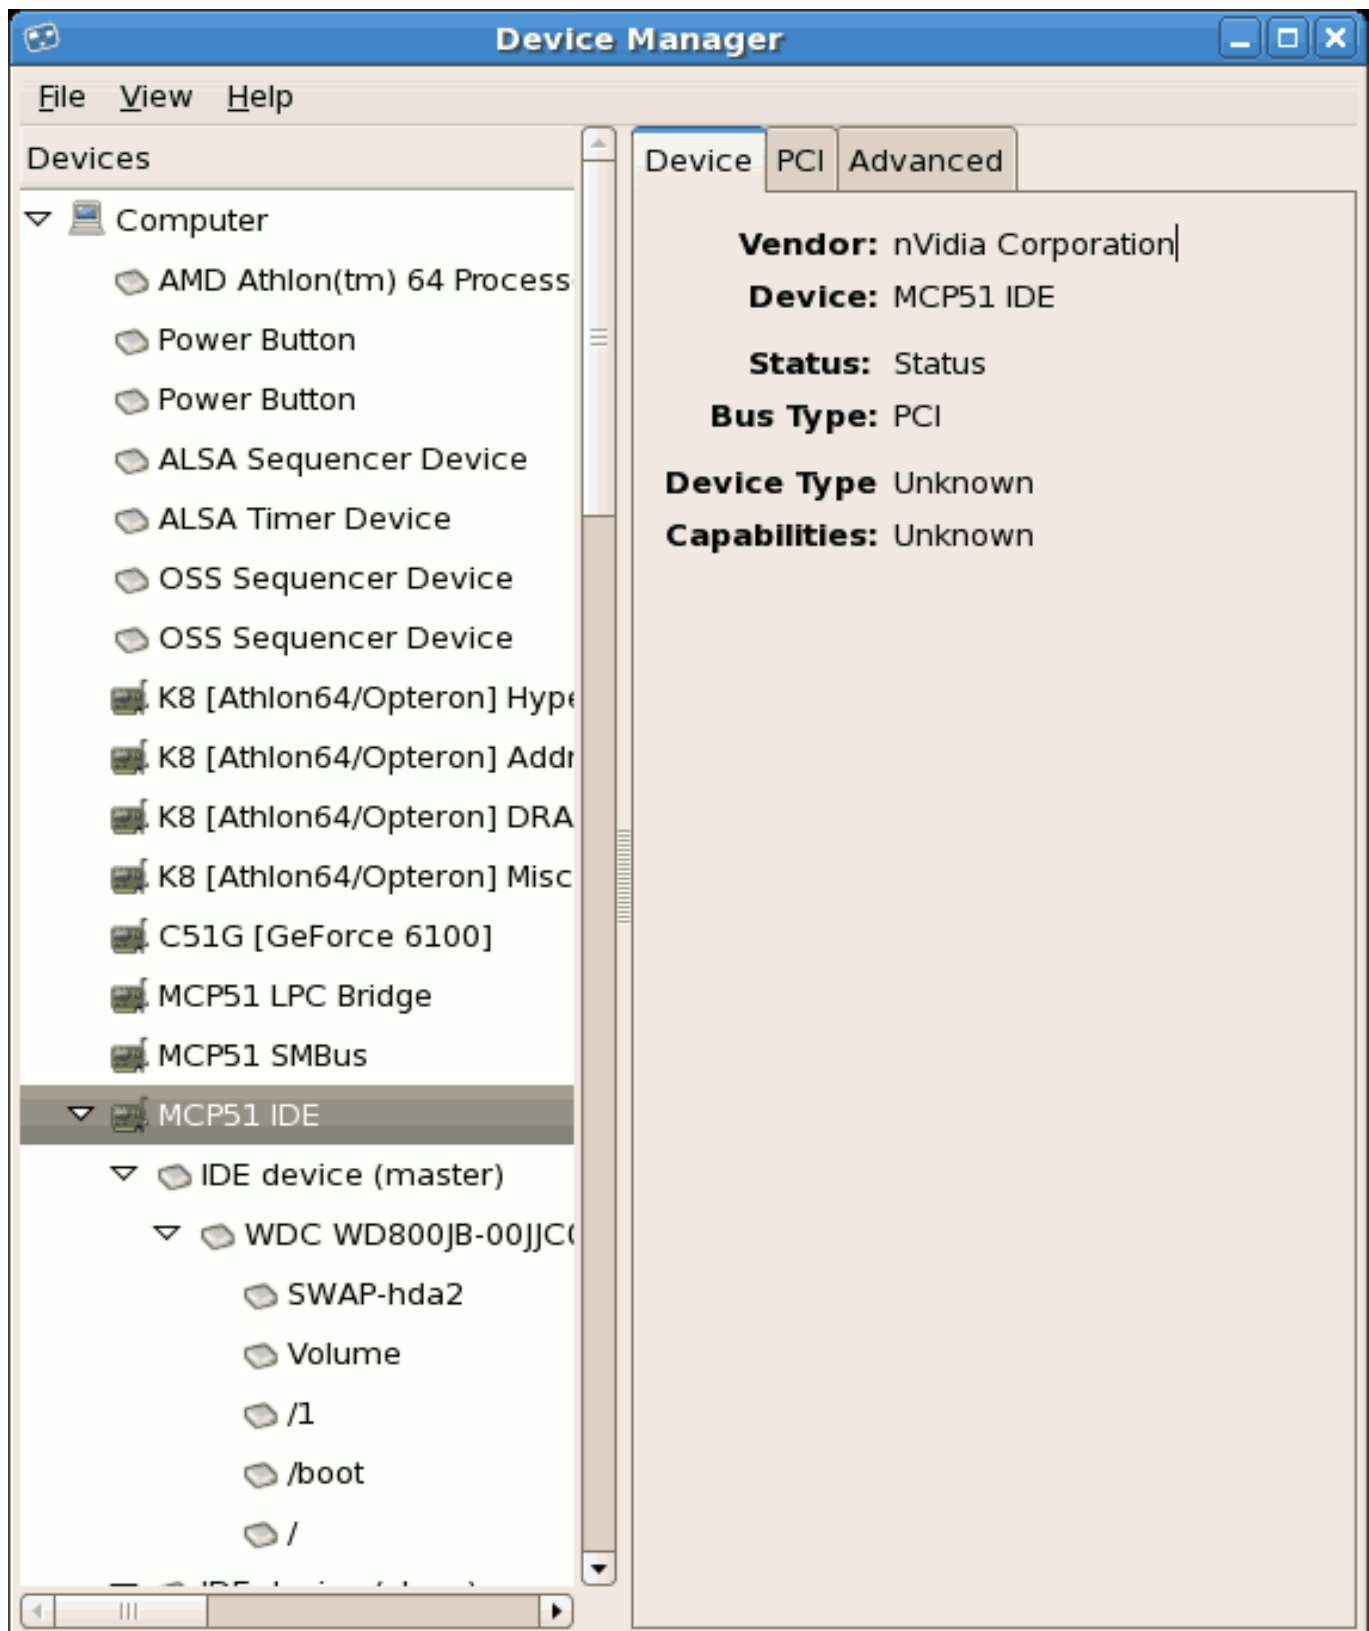 Device Manager
File View Help
Devices
Computer
AMD Athlon(tm) 64 Process
Power Button
Power Button
ALSA Sequencer Device
ALSA Timer Device
OSS Sequencer Device
OSS Sequencer Device
K8 [Athlon64/Opteron] Hype
K8 [Athlon64/Opteron] Addr
K8 [Athlon64/Opteron] DRA
K8 [Athlon64/Opteron] Misc
C51G [GeForce 6100]
MCP51 LPC Bridge
MCP51 SMBus
MCP51 IDE
IDE device (master)
WDC WD800JB-00JJC0
SWAP-hda2
Volume
/1
/boot
/
Device PCI Advanced
Vendor: nVidia Corporation
Device: MCP51 IDE
Status: Status
Bus Type: PCI
Device Type Unknown
Capabilities: Unknown